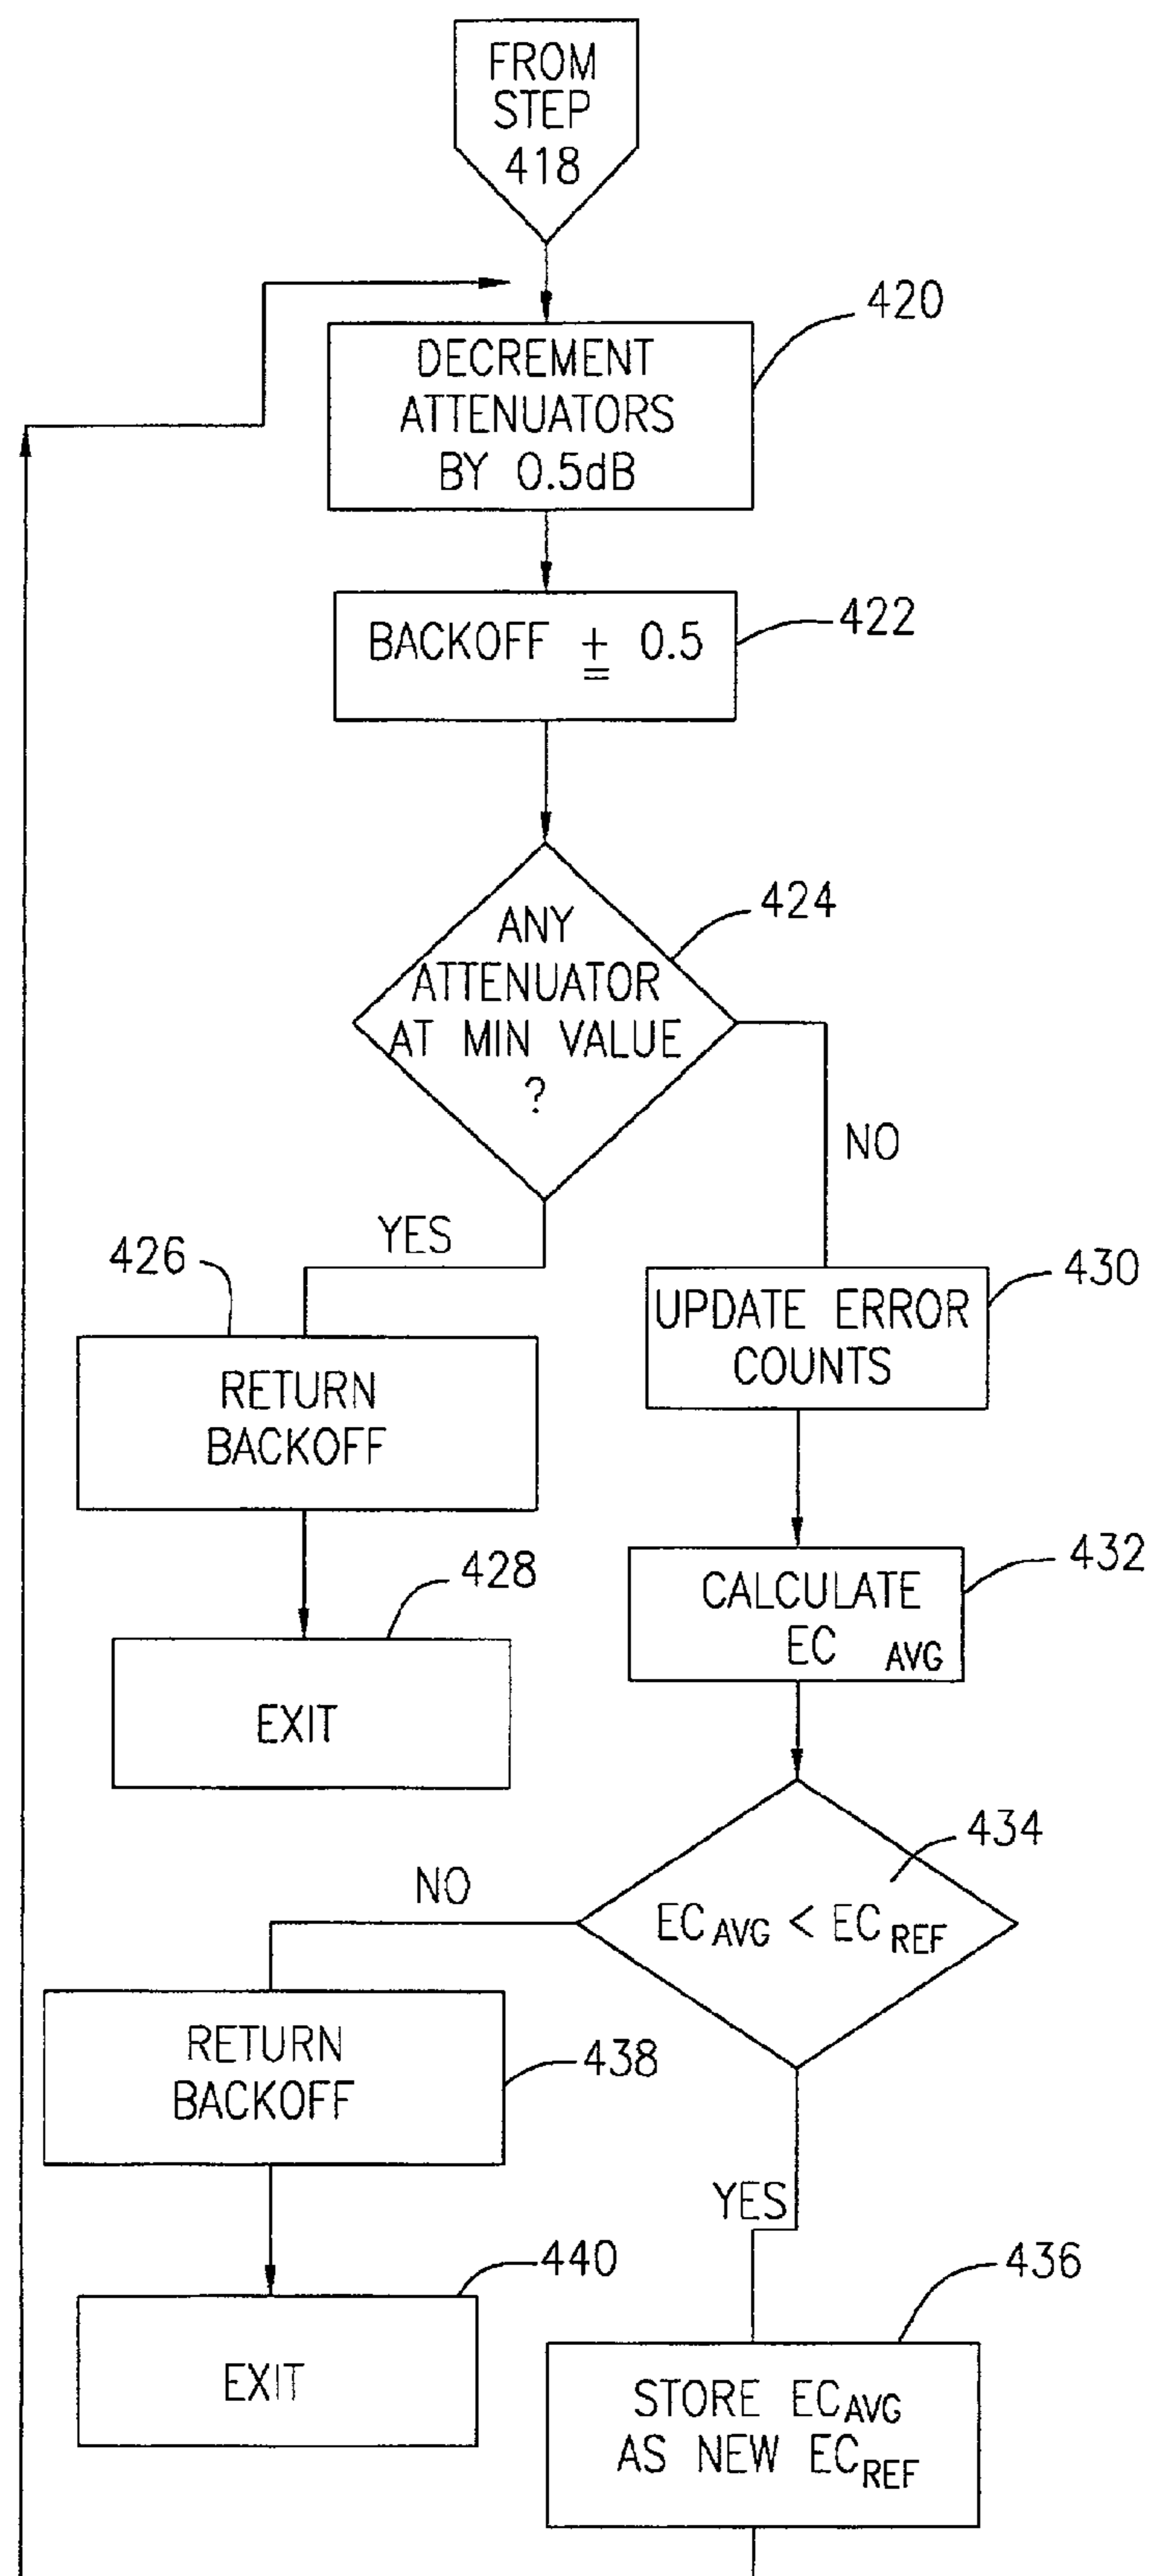 FROM
STEP
418
420
DECREMENT
ATTENUATORS
BY 0.5dB
422
BACKOFF +
= 0.5
424
ANY
ATTENUATOR
AT MIN VALUE
?
NO
YES
426
430
RETURN
BACKOFF
UPDATE ERROR
COUNTS
428
EXIT
432
CALCULATE
EC AVG
434
EC AVG < EC REF
NO
RETURN
BACKOFF
438
YES
440
EXIT
436
STORE EC AVG
AS NEW EC REF